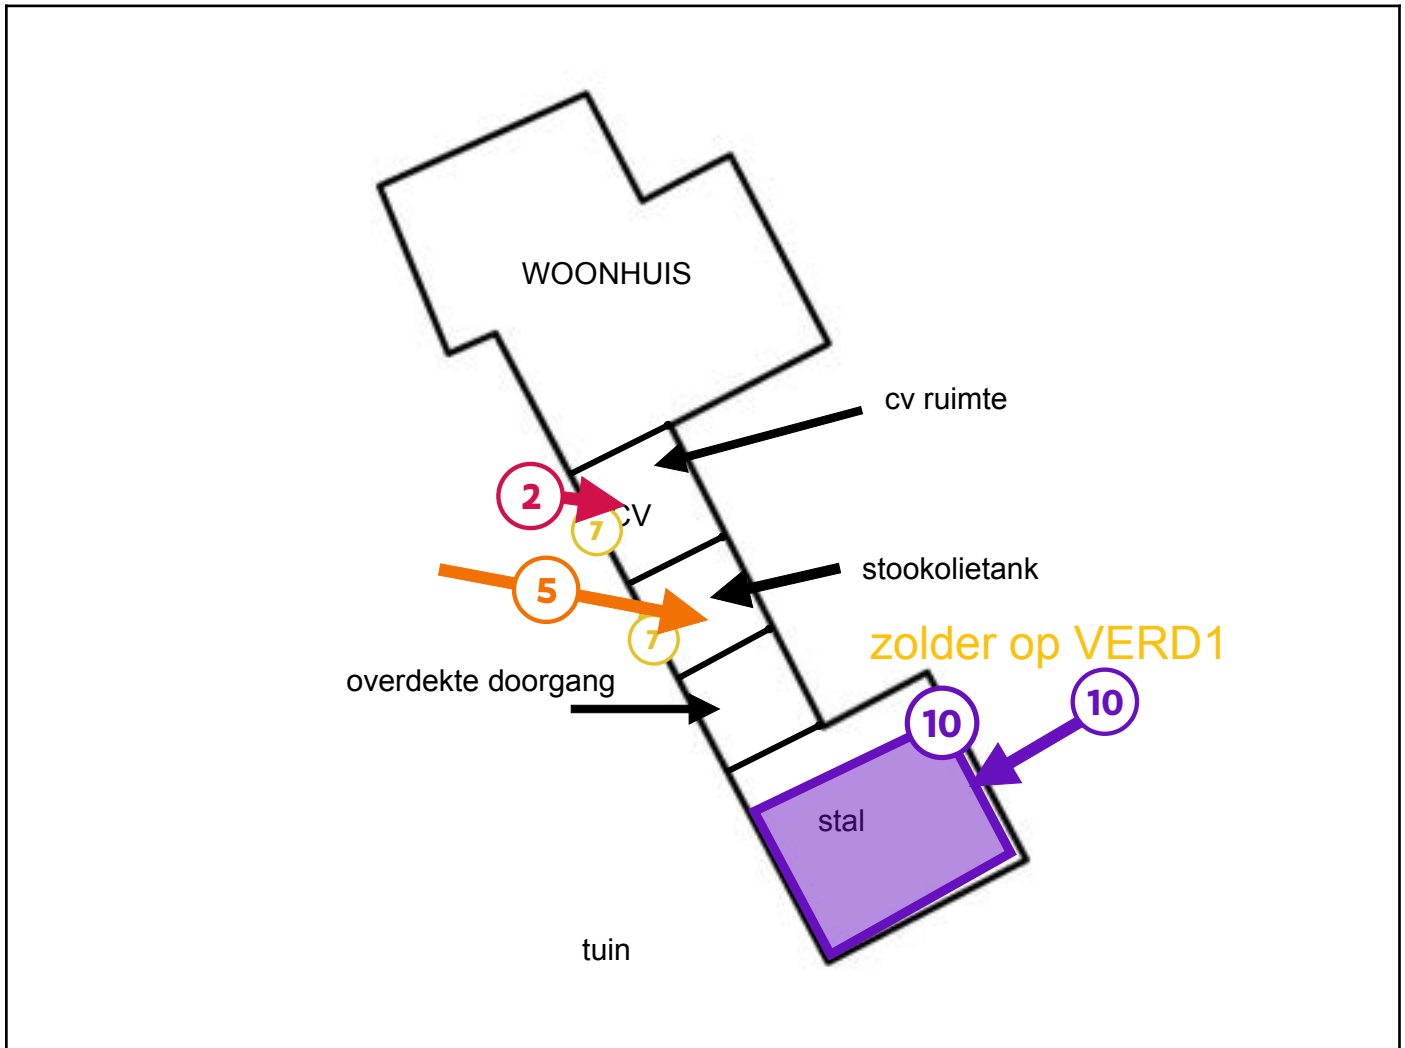 WOONHUIS
cv ruimte
2
CV
7
stookolietank
5
7
zolder op VERD1
overdekte doorgang
10
10
stal
tuin